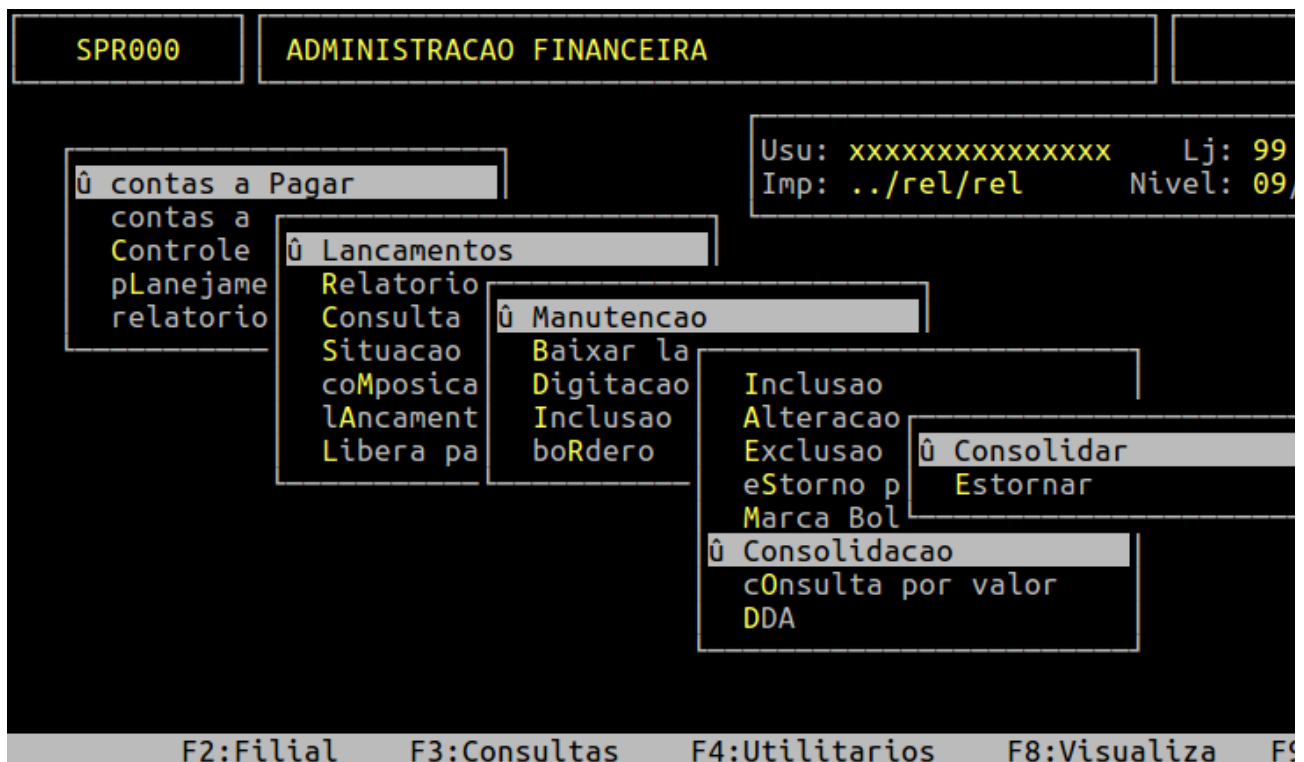 SPR000 ADMINISTRACAO FINANCEIRA
Usu: xxxxxxxxxxxxxxx Lj: 99
Imp: ../rel/rel Nivel: 09/
û contas a Pagar
contas a
Controle
pLanejame
relatorio
û Lancamentos
Relatorio
Consulta
Situacao
coMposica
lAncament
Libera pa
û Manutencao
Baixar la
Digitacao
Inclusao
boRdero
Inclusao
Alteracao
Exclusao
eStorno p
Marca Bol
û Consolidacao
cOnsulta por valor
DDA
û Consolidar
Estornar
F2:Filial F3:Consultas F4:Utilitarios F8:Visualiza